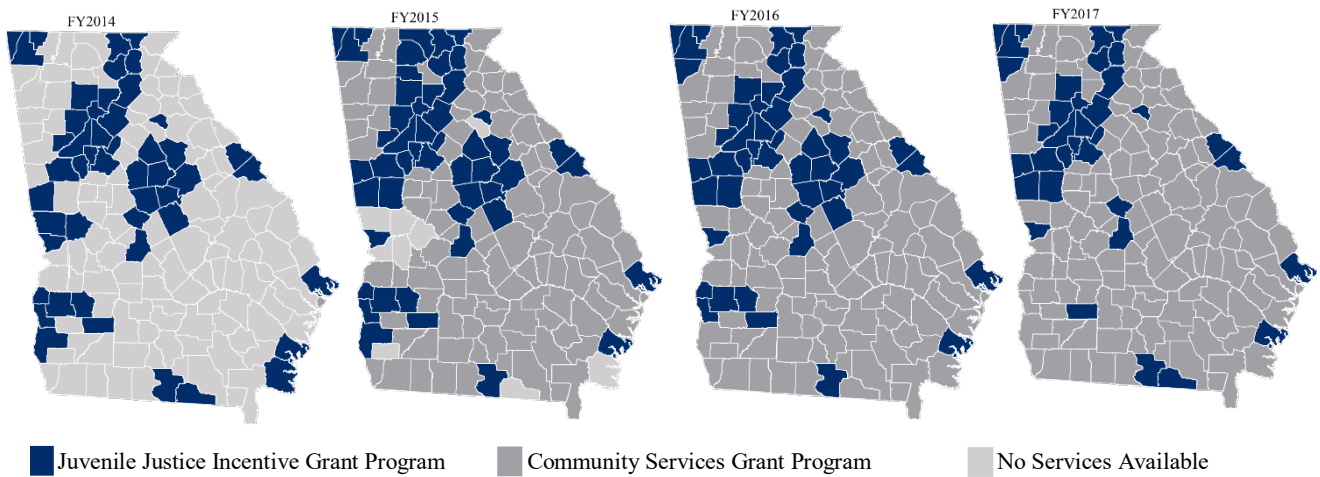 FY2014
FY2015
FY2016
FY2017
Juvenile Justice Incentive Grant Program
Community Services Grant Program
No Services Available